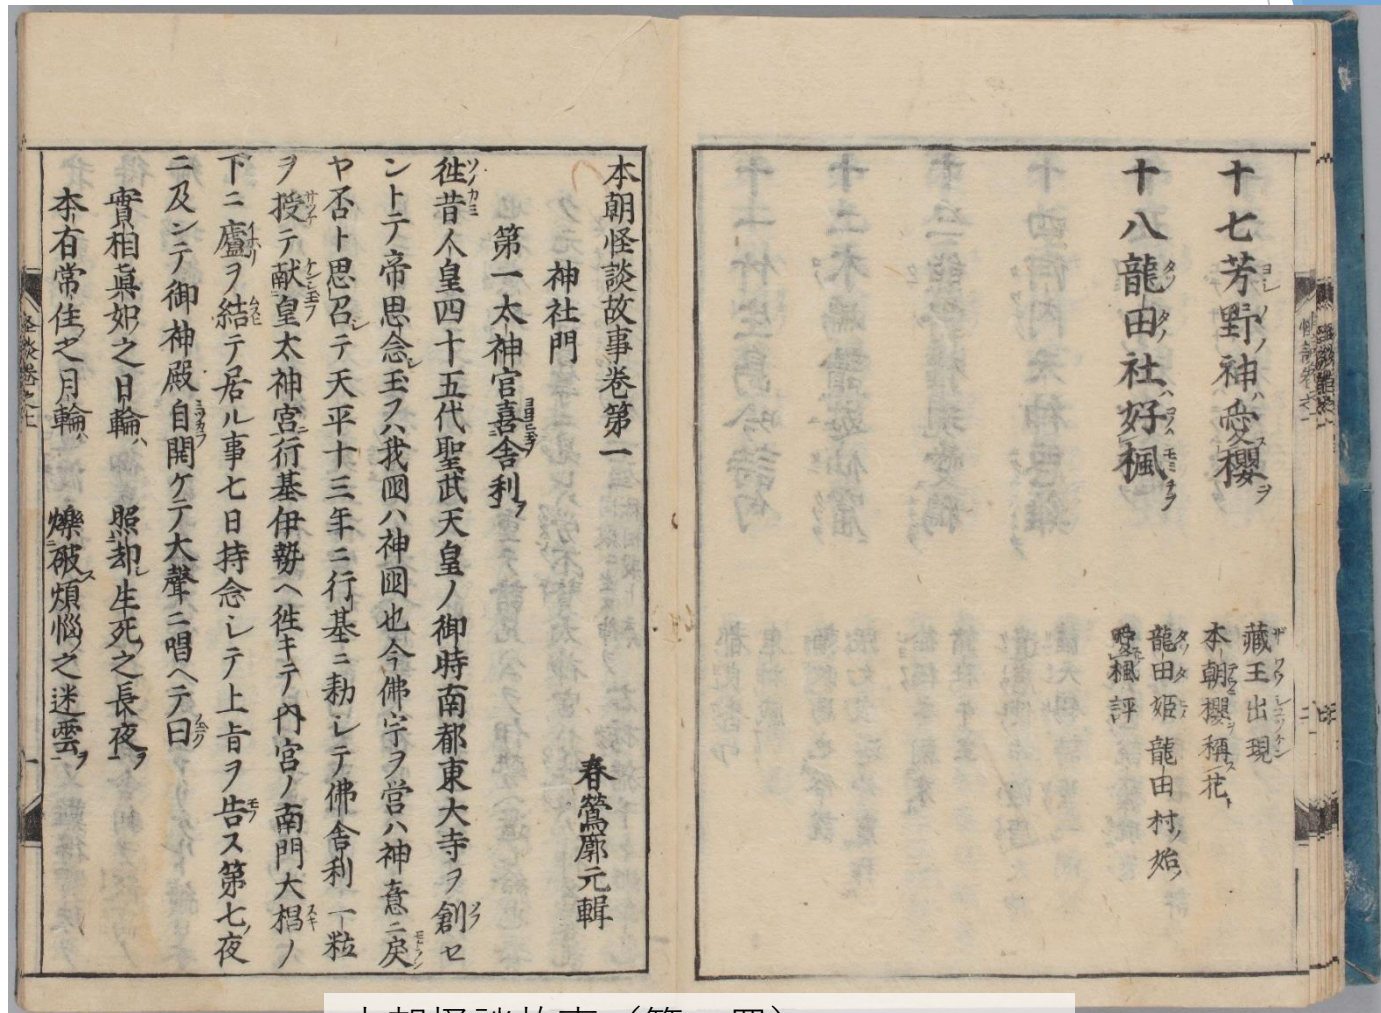 十七芳野神愛櫻
藏王出現
本朝櫻稱花
十八龍田社好楓
龍田姫龍田村ノ始
愛楓評
本朝怪談故事卷第一
春鶯廓元輯
神社門
第一太神宮喜舍利
徃昔人皇四十五代聖武天皇ノ御時南都東大寺ヲ創セ
ントテ帝思念シ玉フハ我國ハ神國也今佛宇ヲ営ハ神意ニ戻
ヤ否ト思召テ天平十三年ニ行基ニ勅シテ佛舎利一粒
ヲ授テ献皇太神宮行基伊勢ヘ徃キテ內宮ノ南門大椙ノ
下ニ廬ヲ結テ居ル事七日持念シテ上旨ヲ告ス第七ノ夜
ニ及ンテ御神殿自開ケテ大聲ニ唱ヘテ曰
實相眞如之日輪ハ 照却シ生死之長夜ヲ
本有常住之月輪ハ 爍破ス煩惱之迷雲ヲ